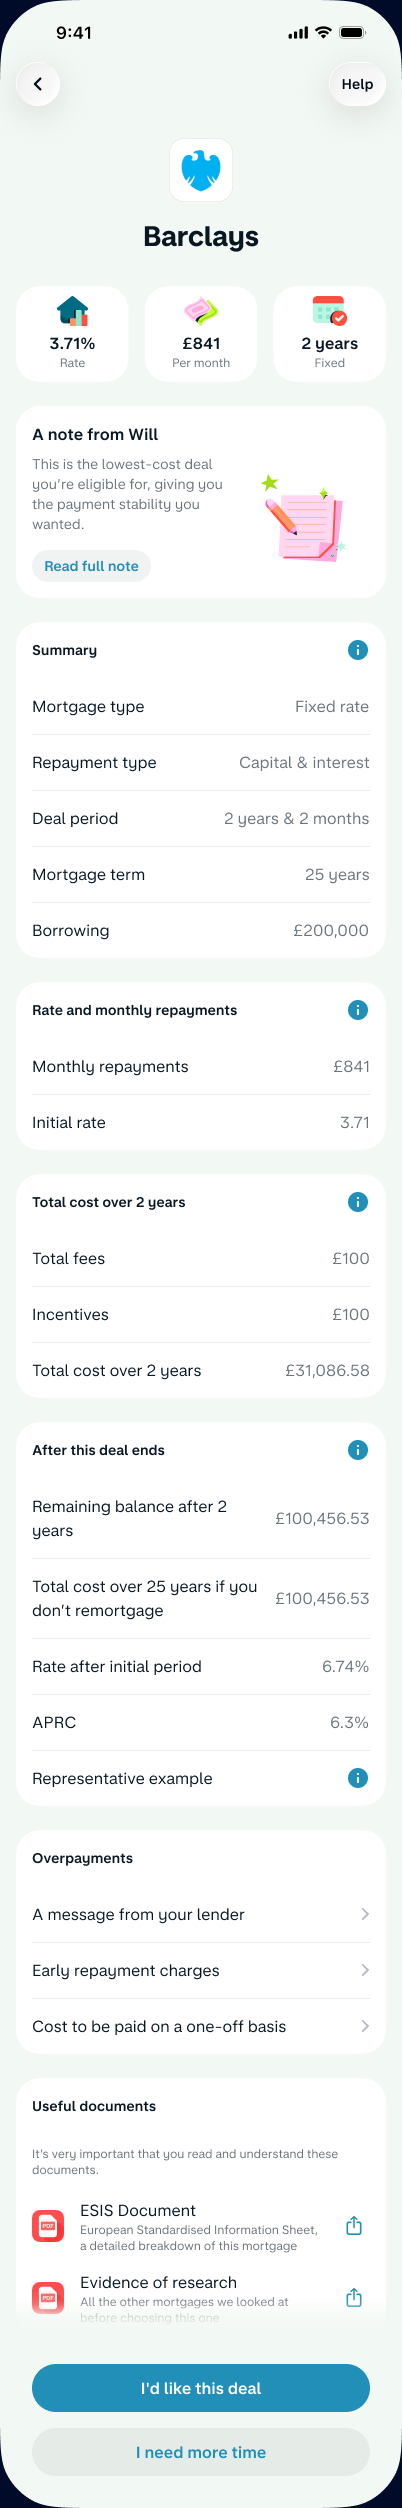 9:41
Help
Barclays
3.71%
Rate
£841
Per month
2 years
Fixed
A note from Will
This is the lowest-cost deal
you're eligible for, giving you
the payment stability you
wanted.
Read full note
Summary
Mortgage type Fixed rate
Repayment type Capital & interest
Deal period 2 years & 2 months
Mortgage term 25 years
Borrowing £200,000
Rate and monthly repayments
Monthly repayments £841
Initial rate 3.71
Total cost over 2 years
Total fees £100
Incentives £100
Total cost over 2 years £31,086.58
After this deal ends
Remaining balance after 2
years £100,456.53
Total cost over 25 years if you
don't remortgage £100,456.53
Rate after initial period 6.74%
APRC 6.3%
Representative example
Overpayments
A message from your lender
Early repayment charges
Cost to be paid on a one-off basis
Useful documents
It's very important that you read and understand these
documents.
PDF
ESIS Document
European Standardised Information Sheet,
a detailed breakdown of this mortgage
PDF
Evidence of research
All the other mortgages we looked at
before choosing this one
I'd like this deal
I need more time